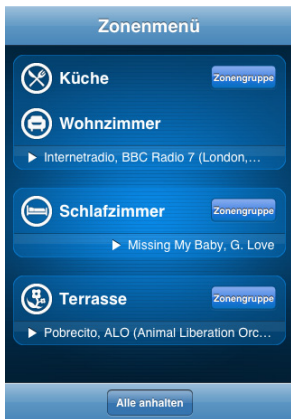 Zonenmenü
Küche
Zonengruppe
Wohnzimmer
Internetradio, BBC Radio 7 (London,...
Schlafzimmer
Zonengruppe
Missing My Baby, G. Love
Terrasse
Zonengruppe
Pobrecito, ALO (Animal Liberation Orc...
Alle anhalten